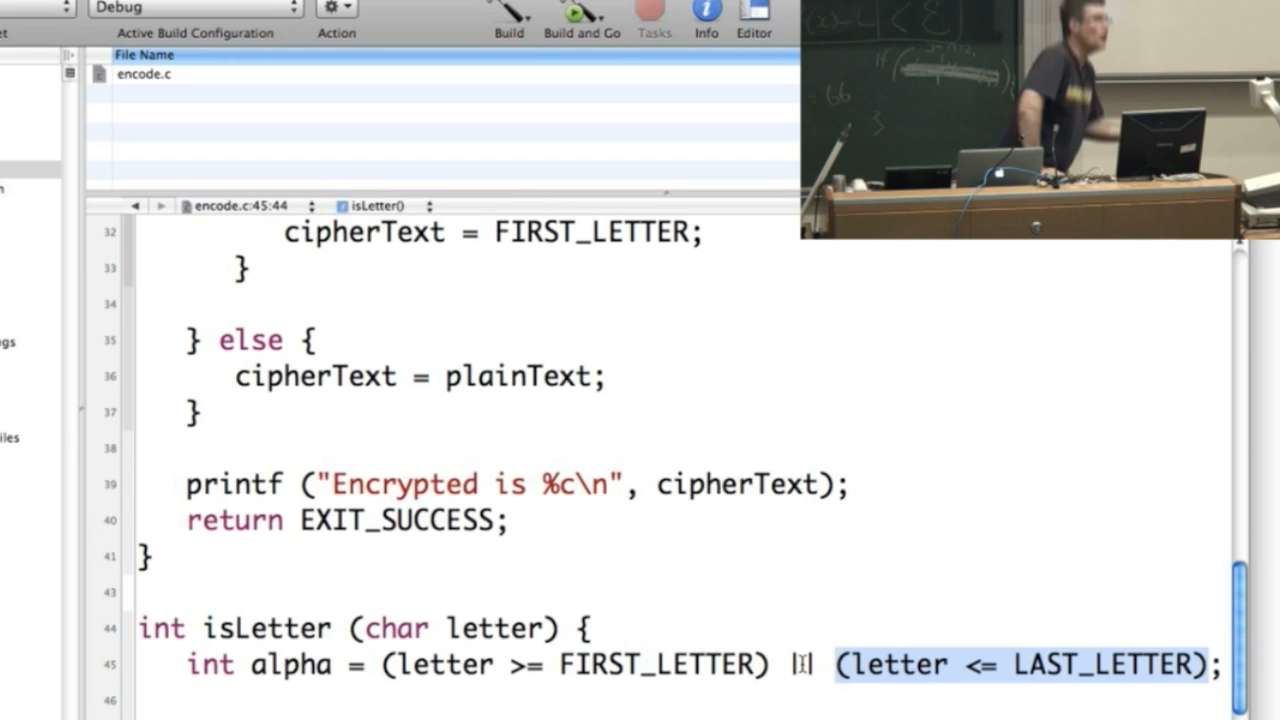 Debug
Active Build Configuration
Action
Build
Build and Go
Tasks
Info
Editor
File Name
encode.c
encode.c:45:44
isLetter()
32 cipherText = FIRST_LETTER;
33 }
34
35 } else {
36 cipherText = plainText;
37 }
38
39 printf ("Encrypted is %c\n", cipherText);
40 return EXIT_SUCCESS;
41 }
43
44 int isLetter (char letter) {
45 int alpha = (letter >= FIRST_LETTER) || (letter <= LAST_LETTER);
46